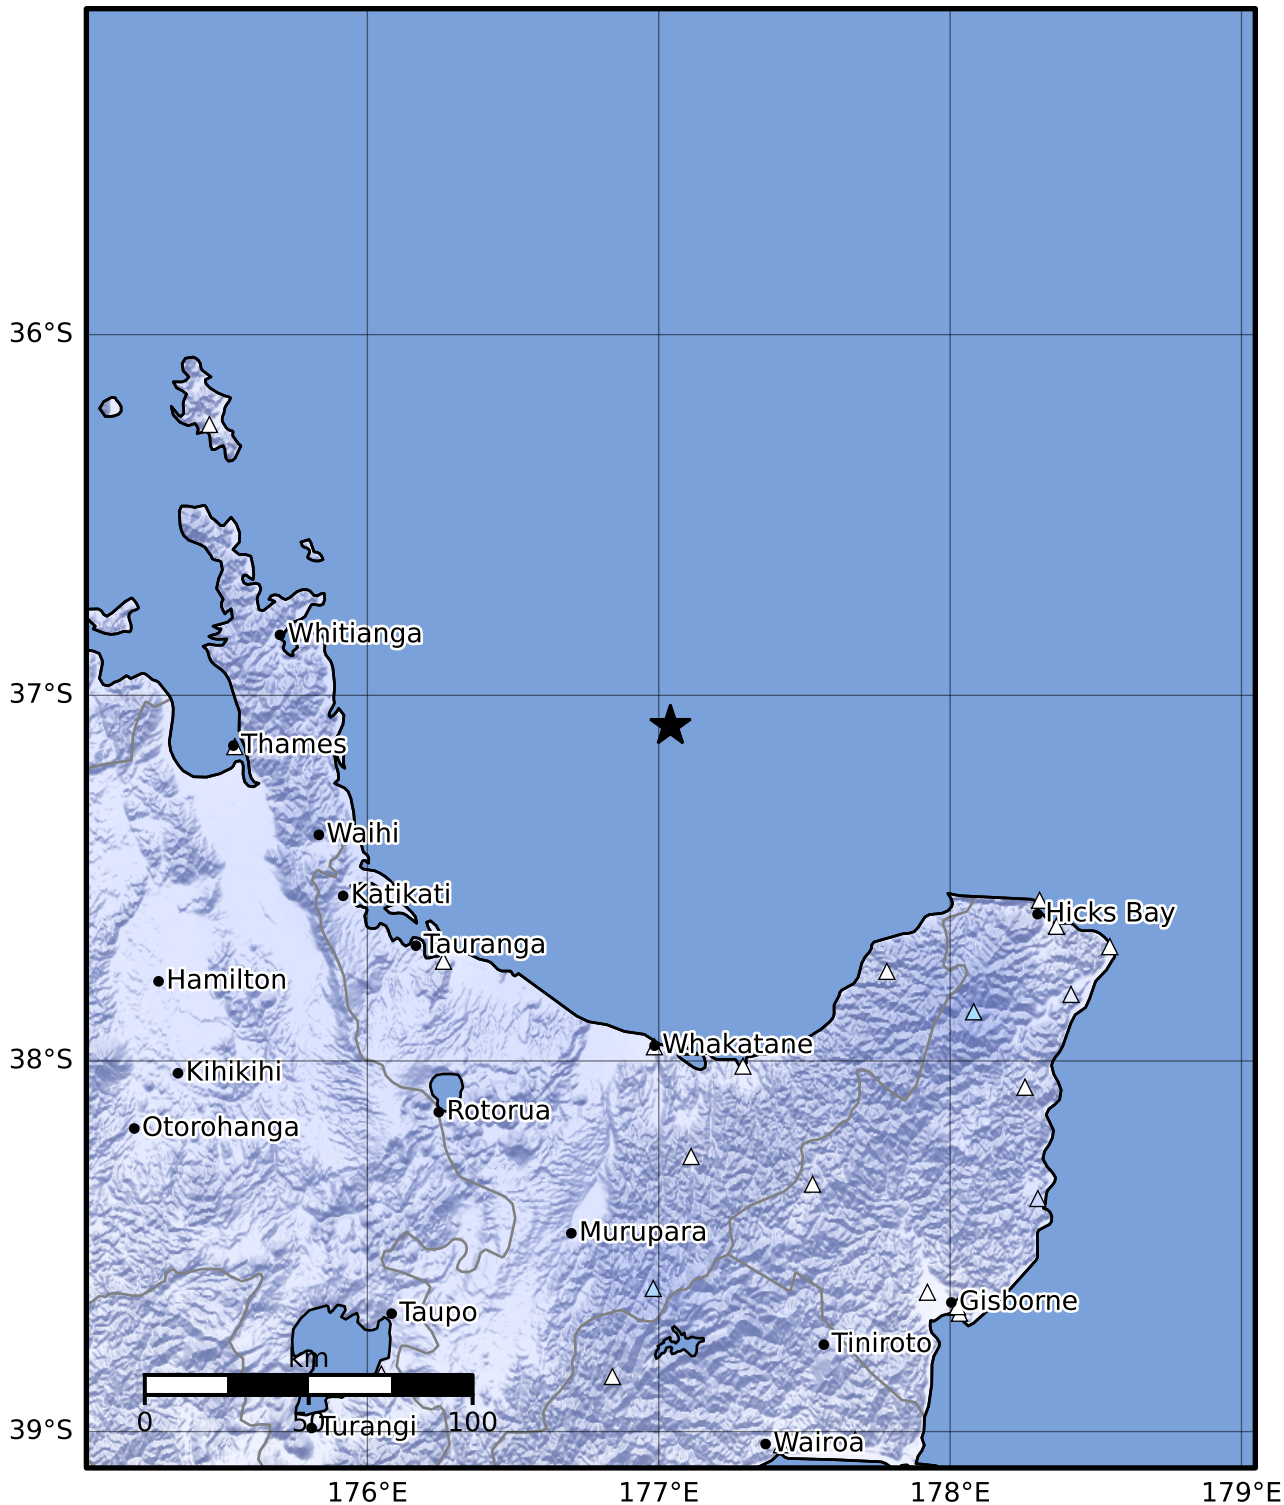 36°S
Whitianga
37°S
Thames
Waihi
Katikati
Hicks Bay
Tauranga
Hamilton
Whakatane
38°S
Kihikihi
Rotorua
Otorohanga
Murupara
Gisborne
Taupo
Tiniroto
km
0 50 100
Turangi
39°S
Wairoa
176°E 177°E 178°E 179°E